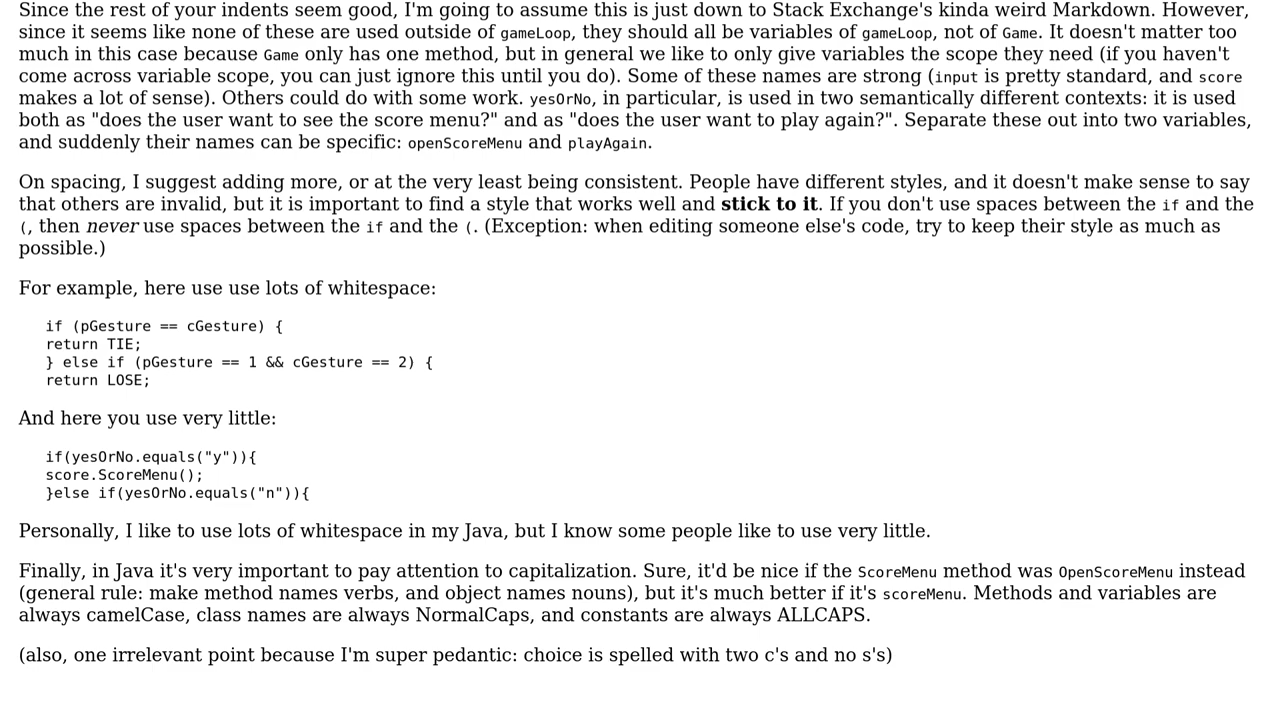 Since the rest of your indents seem good, I'm going to assume this is just down to Stack Exchange's kinda weird Markdown. However,
since it seems like none of these are used outside of gameLoop, they should all be variables of gameLoop, not of Game. It doesn't matter too
much in this case because Game only has one method, but in general we like to only give variables the scope they need (if you haven't
come across variable scope, you can just ignore this until you do). Some of these names are strong (input is pretty standard, and score
makes a lot of sense). Others could do with some work. yesOrNo, in particular, is used in two semantically different contexts: it is used
both as "does the user want to see the score menu?" and as "does the user want to play again?". Separate these out into two variables,
and suddenly their names can be specific: openScoreMenu and playAgain.
On spacing, I suggest adding more, or at the very least being consistent. People have different styles, and it doesn't make sense to say
that others are invalid, but it is important to find a style that works well and stick to it. If you don't use spaces between the if and the
(, then never use spaces between the if and the (. (Exception: when editing someone else's code, try to keep their style as much as
possible.)
For example, here use use lots of whitespace:
if (pGesture == cGesture) {
return TIE;
} else if (pGesture == 1 && cGesture == 2) {
return LOSE;
And here you use very little:
if(yesOrNo.equals("y")){
score.ScoreMenu();
}else if(yesOrNo.equals("n")){
Personally, I like to use lots of whitespace in my Java, but I know some people like to use very little.
Finally, in Java it's very important to pay attention to capitalization. Sure, it'd be nice if the ScoreMenu method was OpenScoreMenu instead
(general rule: make method names verbs, and object names nouns), but it's much better if it's scoreMenu. Methods and variables are
always camelCase, class names are always NormalCaps, and constants are always ALLCAPS.
(also, one irrelevant point because I'm super pedantic: choice is spelled with two c's and no s's)